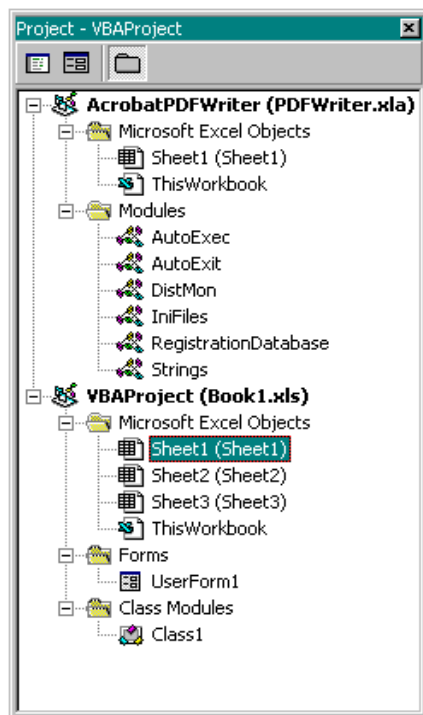 Project - VBAProject
AcrobatPDFWriter (PDFWriter.xla)
Microsoft Excel Objects
Sheet1 (Sheet1)
ThisWorkbook
Modules
AutoExec
AutoExit
DistMon
IniFiles
RegistrationDatabase
Strings
VBAProject (Book1.xls)
Microsoft Excel Objects
Sheet1 (Sheet1)
Sheet2 (Sheet2)
Sheet3 (Sheet3)
ThisWorkbook
Forms
UserForm1
Class Modules
Class1